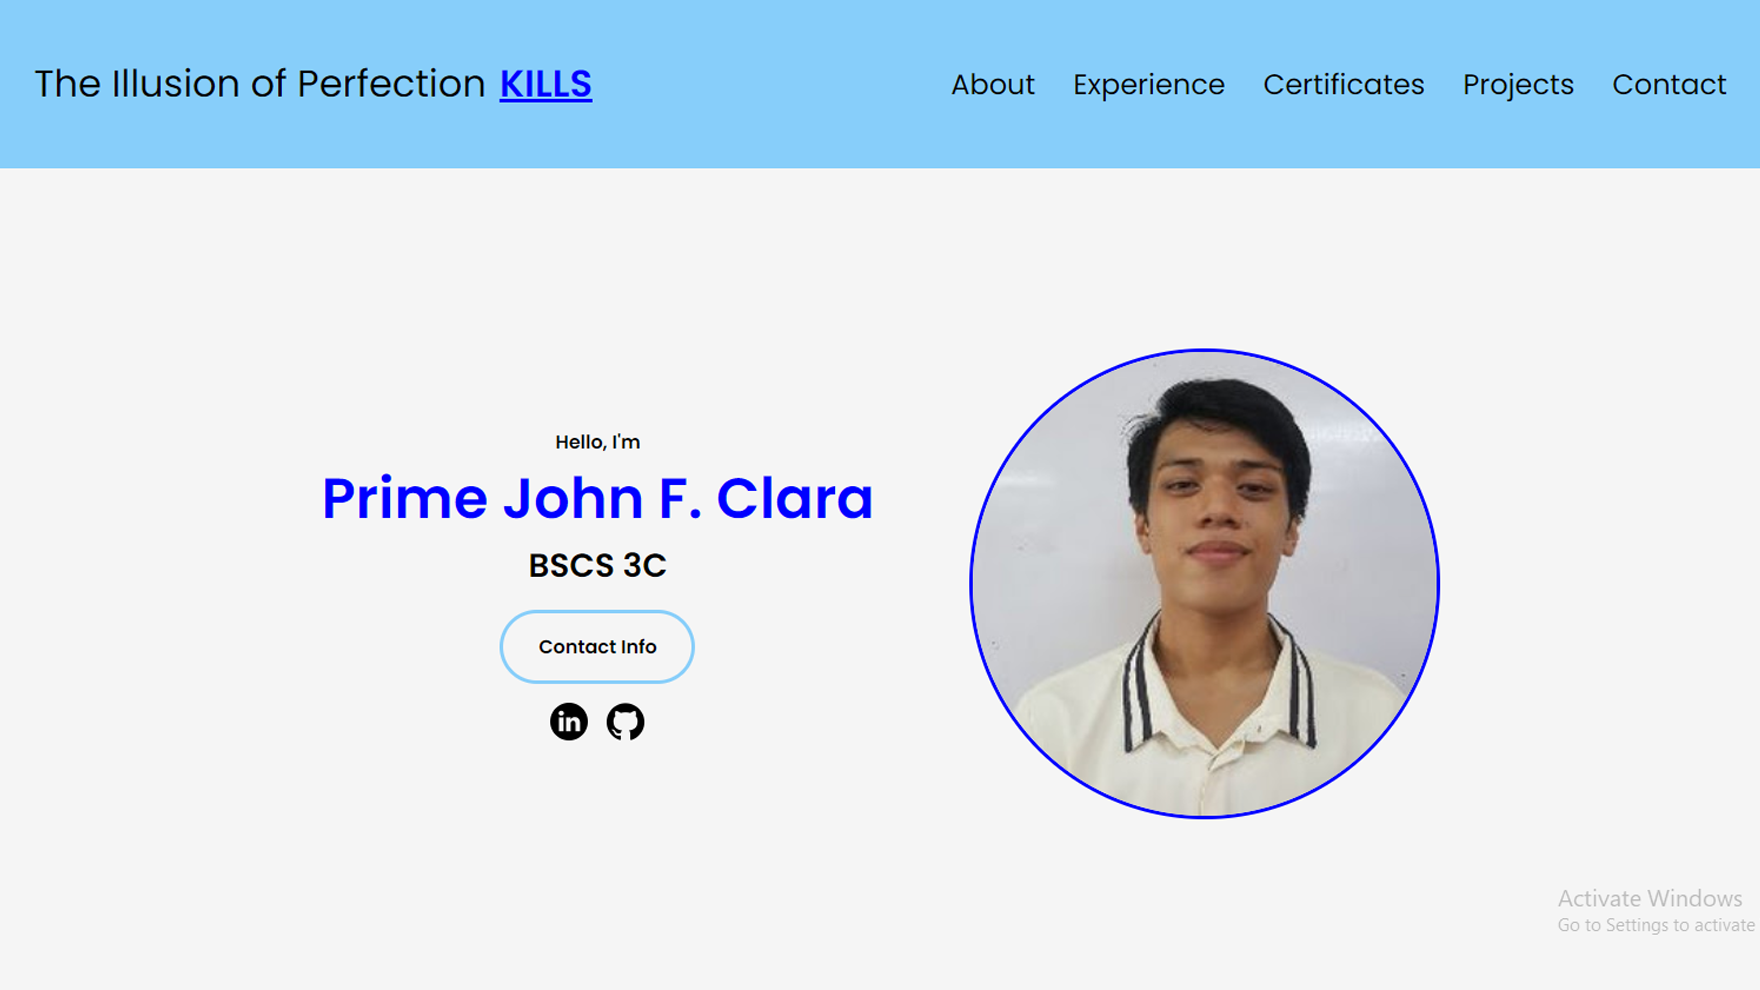 The Illusion of Perfection KILLS
About Experience Certificates Projects Contact
Hello, I'm
Prime John F. Clara
BSCS 3C
Contact Info
in
Activate Windows
Go to Settings to activate